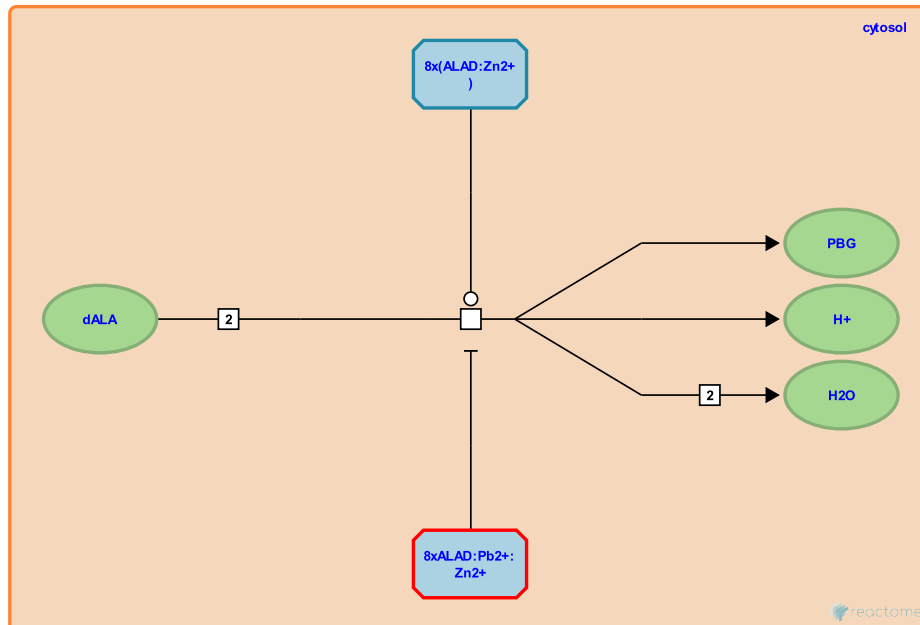 cytosol
8x(ALAD:Zn2+
)
PBG
dALA
2
H+
2
H2O
8xALAD:Pb2+:
Zn2+
reactome